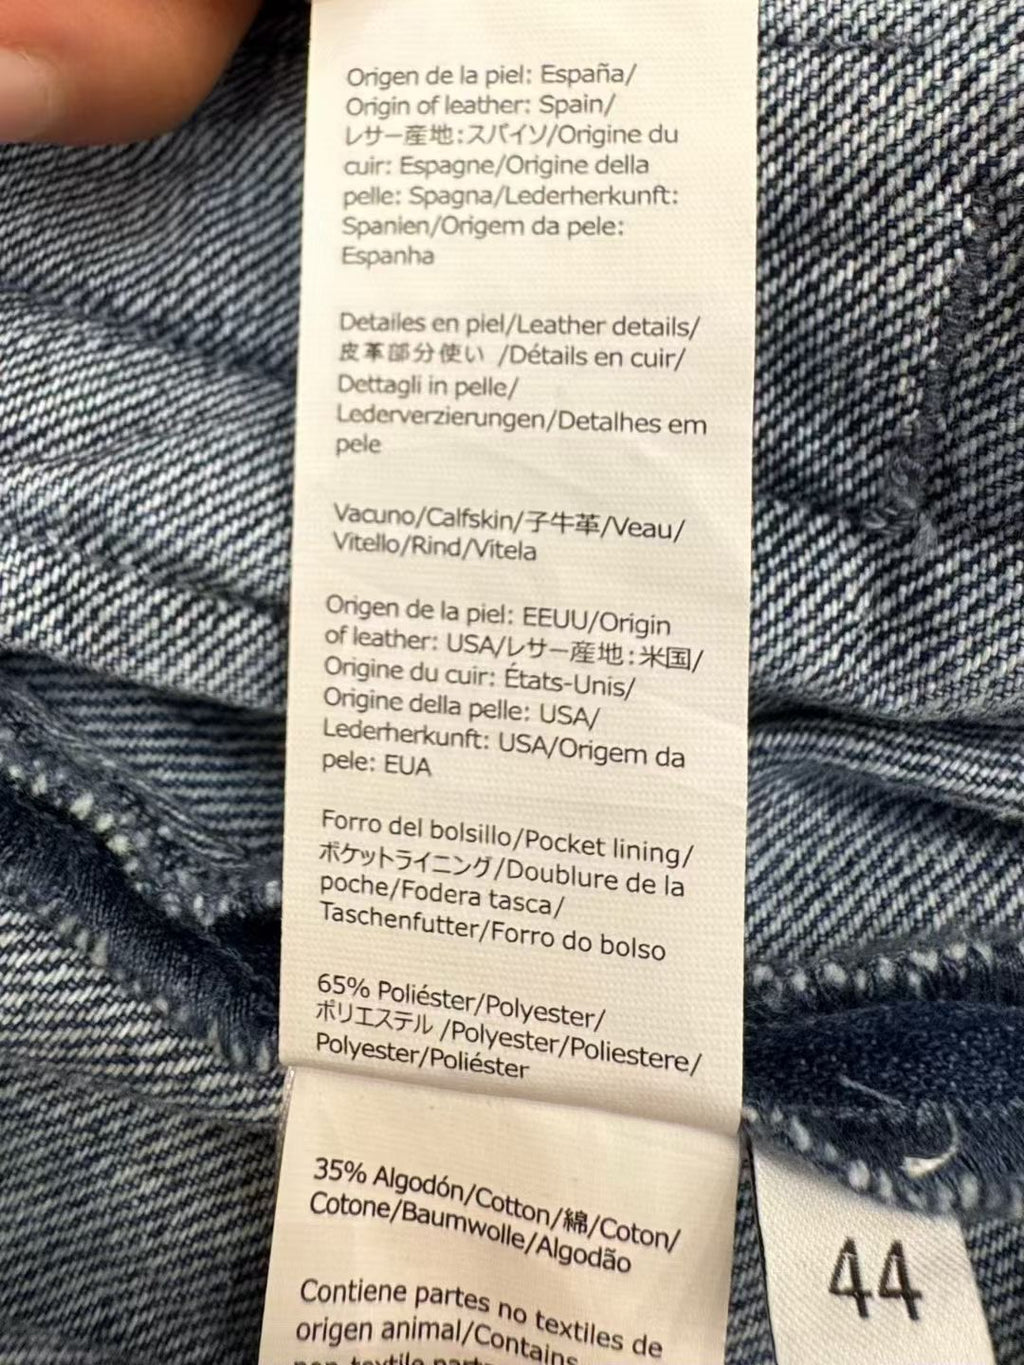 Origen de la piel: España/
Origin of leather: Spain/
レザー産地:スペイン/Origine du
cuir: Espagne/Origine della
pelle: Spagna/Lederherkunft:
Spanien/Origem da pele:
Espanha
Detalles en piel/Leather details/
皮革部分使い /Détails en cuir/
Dettagli in pelle/
Lederverzierungen/Detalhes em
pele
Vacuno/Calfskin/子牛革/Veau/
Vitello/Rind/Vitela
Origen de la piel: EEUU/Origin
of leather: USA/レザー産地:米国/
Origine du cuir: États-Unis/
Origine della pelle: USA/
Lederherkunft: USA/Origem da
pele: EUA
Forro del bolsillo/Pocket lining/
ポケットライニング/Doublure de la
poche/Fodera tasca/
Taschenfutter/Forro do bolso
65% Poliéster/Polyester/
ポリエステル /Polyester/Poliestere/
Polyester/Poliéster
35% Algodón/Cotton/綿/Coton/
Cotone/Baumwolle/Algodão
Contiene partes no textiles de
origen animal/Contains
44